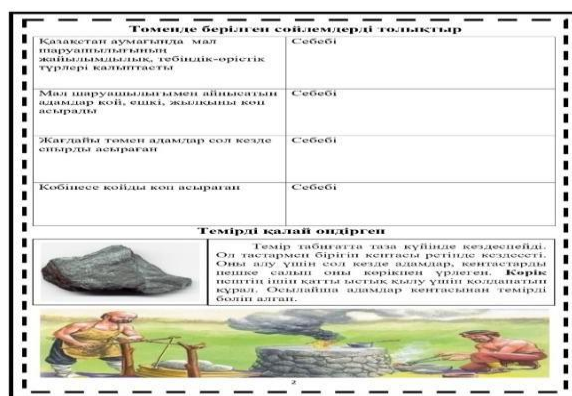 Төменде берілген сөйлемдерді толықтыр
Қазақстан аумағында мал
шаруашылығының
жайылымдылық, тебіндік-өрістік
түрлері қалыптасты
Себебі
Мал шаруашылығымен айнысатын
адамдар қой, ешкі, жылқыны көп
асырады
Себебі
Жағдайы төмен адамдар сол кезде
сиырды асыраған
Себебі
Көбінесе қойды көп асыраған
Себебі
Темірді қалай өндірген
Темір табиғатта таза күйінде кездеспейді.
Ол тастармен бірігіп кентасы ретінде кездесеті.
Оны алу үшін сол кезде адамдар, кентастарды
пешке салып оны көрікпен үрлеген. Көрік
пештің ішін қатты ыстық қылу үшін қолдапатын
құрал. Осылайша адамдар кентасынан темірді
бөліп алған.
2